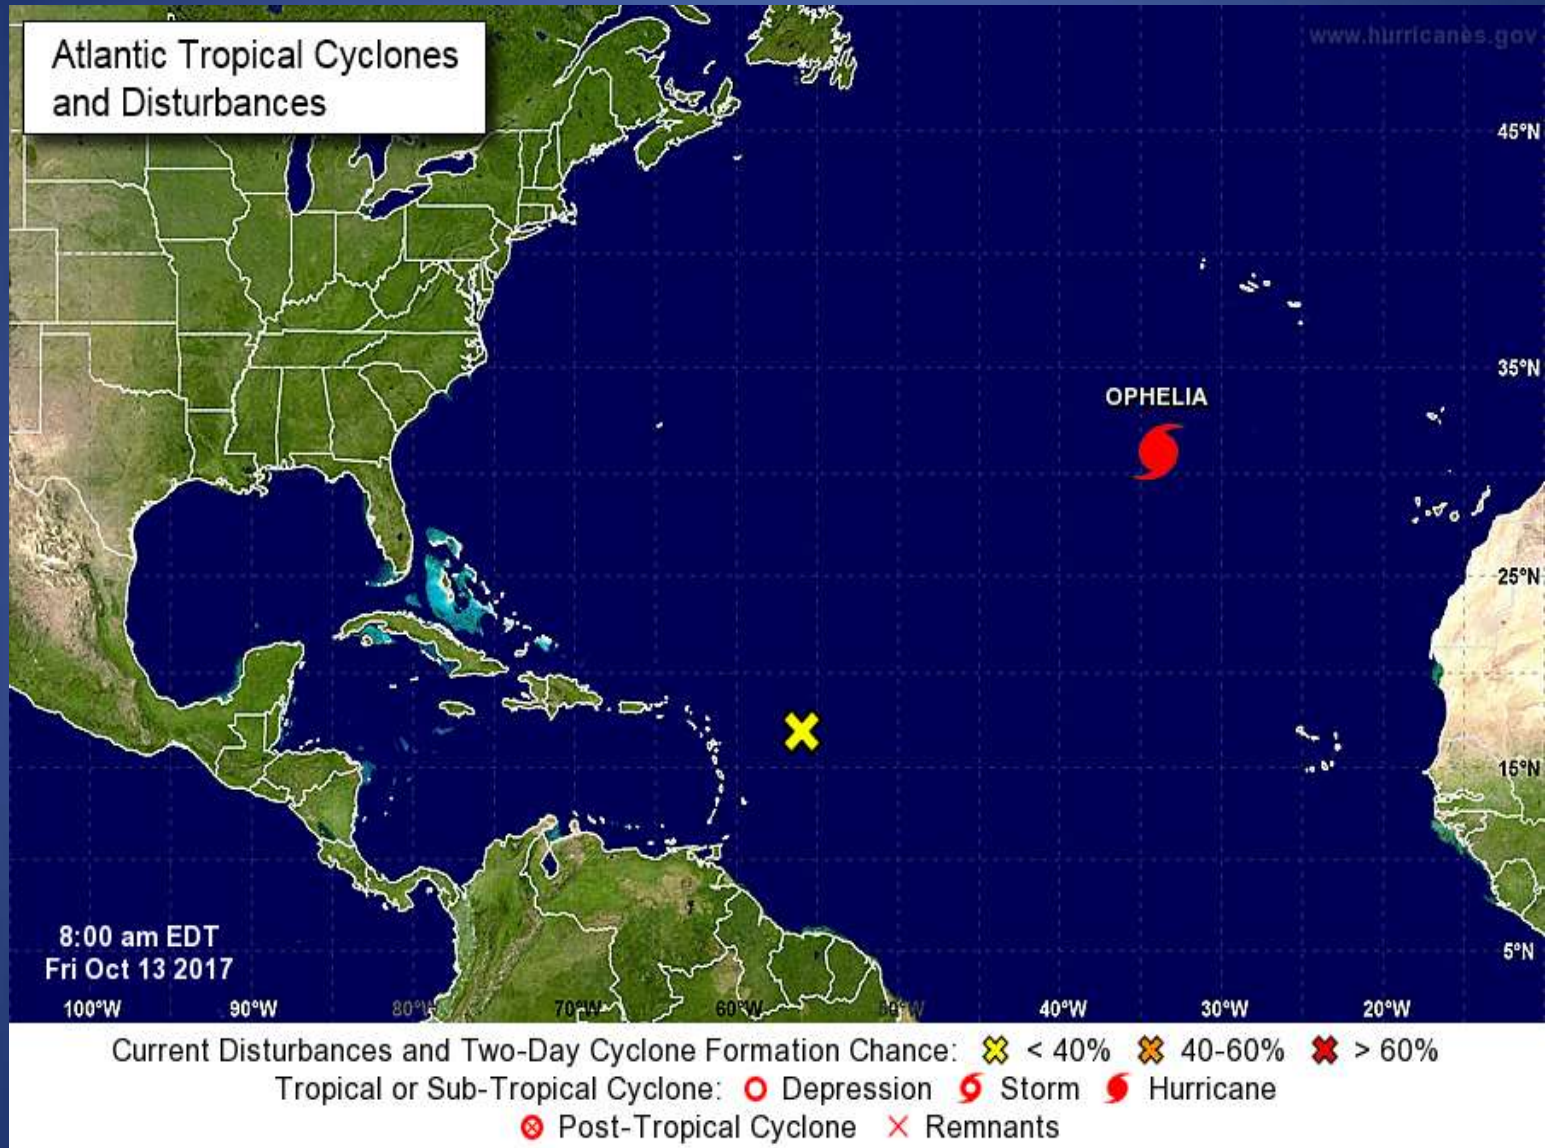 Atlantic Tropical Cyclones
and Disturbances
www.hurricanes.gov
45°N
35°N
OPHELIA
25°N
15°N
8:00 am EDT
Fri Oct 13 2017
5°N
100°W 90°W 80°W 70°W 60°W 50°W 40°W 30°W 20°W
Current Disturbances and Two-Day Cyclone Formation Chance: < 40% 40-60% > 60%
Tropical or Sub-Tropical Cyclone: Depression Storm Hurricane
Post-Tropical Cyclone Remnants